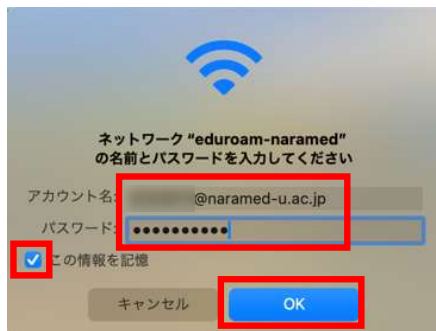 ネットワーク “eduroam-naramed”
の名前とパスワードを入力してください
アカウント名: @naramed-u.ac.jp
パスワード: ●●●●●●●●●●
この情報を記憶
キャンセル OK